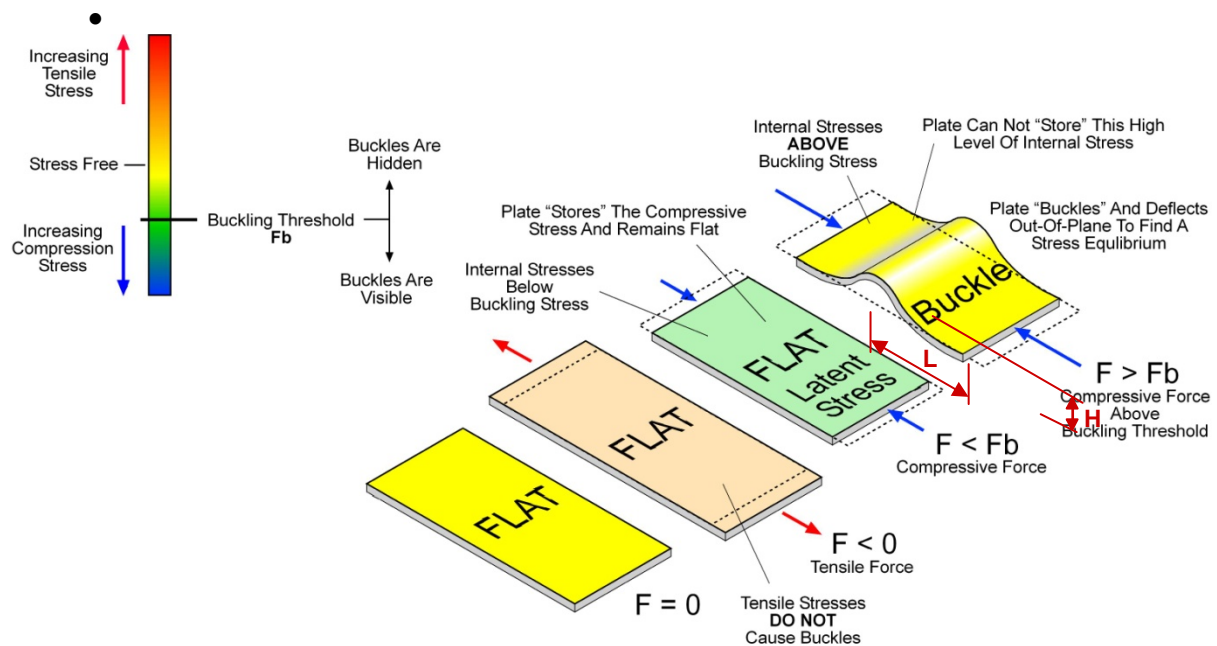 Increasing
Tensile
Stress
Stress Free
Increasing
Compression
Stress
Buckling Threshold
Fb
Buckles Are
Hidden
Buckles Are
Visible
Internal Stresses
ABOVE
Buckling Stress
Plate Can Not "Store" This High
Level Of Internal Stress
Plate "Stores" The Compressive
Stress And Remains Flat
Plate "Buckles" And Deflects
Out-Of-Plane To Find A
Stress Equlibrium
Internal Stresses
Below
Buckling Stress
Buckle
FLAT
Latent
Stress
L
H
F > Fb
Compressive Force
Above
Buckling Threshold
F < Fb
Compressive Force
FLAT
F < 0
Tensile Force
FLAT
F = 0
Tensile Stresses
DO NOT
Cause Buckles